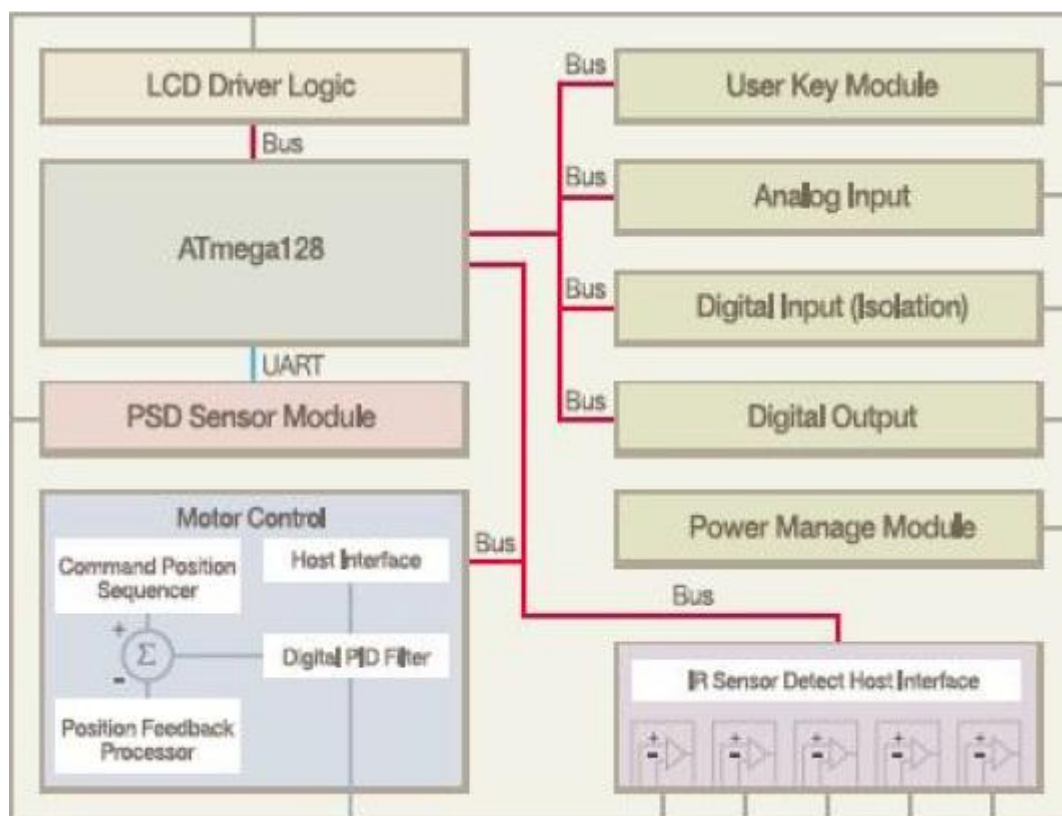 LCD Driver Logic
Bus
ATmega128
UART
PSD Sensor Module
Motor Control
Command Position
Sequencer
Host Interface
+
Σ
-
Digital PID Filter
Position Feedback
Processor
Bus
Bus
User Key Module
Bus
Analog Input
Bus
Digital Input (Isolation)
Bus
Digital Output
Power Manage Module
Bus
IR Sensor Detect Host Interface
+ + + + +
- - - - -